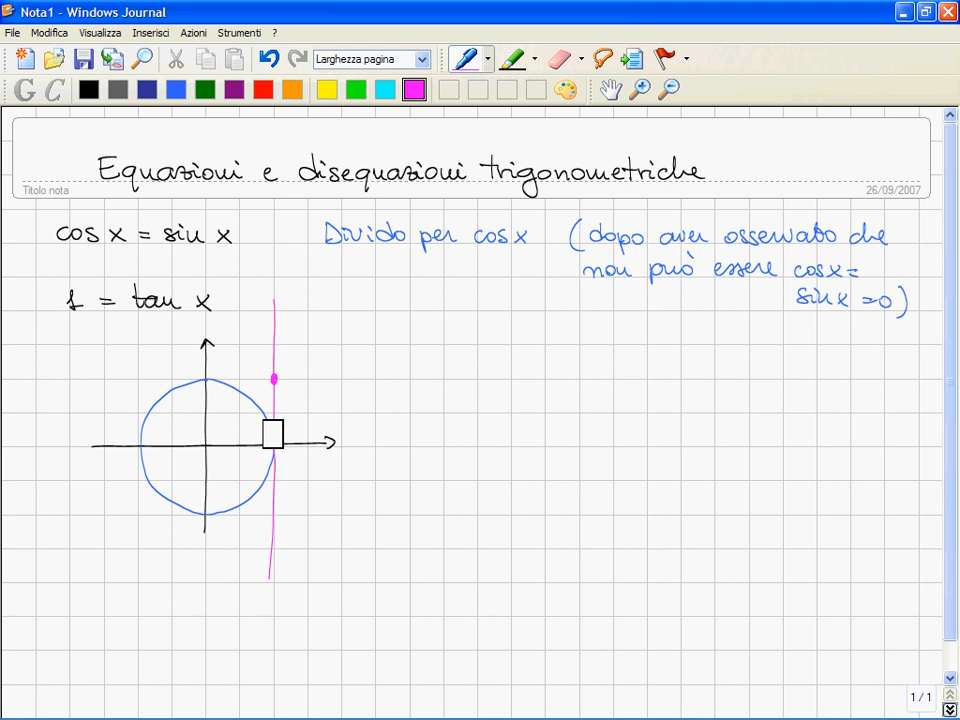 Nota1 - Windows Journal
File Modifica Visualizza Inserisci Azioni Strumenti ?
Larghezza pagina
G C
Equazioni e disequazioni trigonometriche
Titolo nota
26/09/2007
cos x = sin x Divido per cos x (dopo aver osservato che
non può essere cos x =
sin x = 0)
1 = tan x
1 / 1